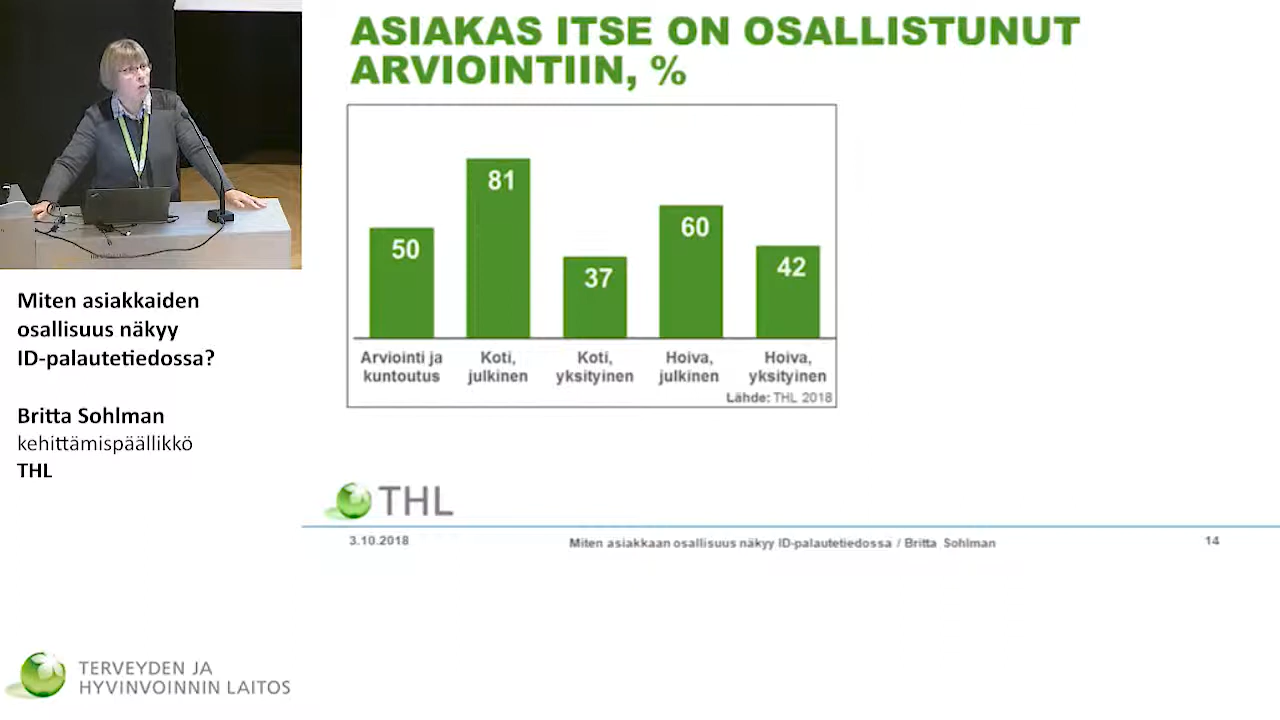 ASIAKAS ITSE ON OSALLISTUNUT
ARVIOINTIIN, %
50
81
37
60
42
Arviointi ja
kuntoutus
Koti,
julkinen
Koti,
yksityinen
Hoiva,
julkinen
Hoiva,
yksityinen
Lähde: THL 2018
THL
3.10.2018
Miten asiakkaan osallisuus näkyy ID-palautetiedossa / Britta Sohlman
14
Miten asiakkaiden
osallisuus näkyy
ID-palautetiedossa?
Britta Sohlman
kehittämispäällikkö
THL
TERVEYDEN JA
HYVINVOINNIN LAITOS